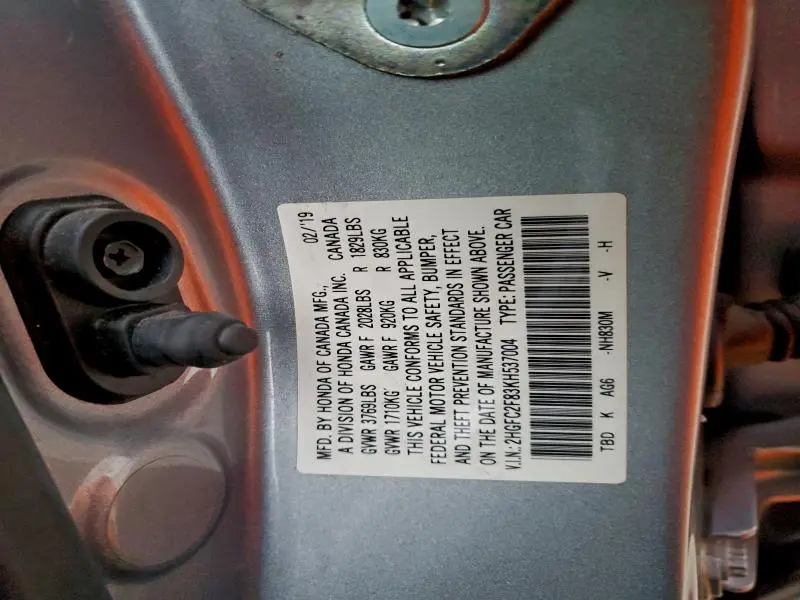 MFD. BY HONDA OF CANADA MFG., 02/'19
A DIVISION OF HONDA CANADA INC. CANADA
GVWR 3769LBS GAWR F 2028LBS R 1829LBS
GVWR 1710KG GAWR F 920KG R 830KG
THIS VEHICLE CONFORMS TO ALL APPLICABLE
FEDERAL MOTOR VEHICLE SAFETY, BUMPER,
AND THEFT PREVENTION STANDARDS IN EFFECT
ON THE DATE OF MANUFACTURE SHOWN ABOVE.
V.I.N.: 2HGFC2F83KH537004 TYPE: PASSENGER CAR
TBD K AG6 -NH830M -V -H